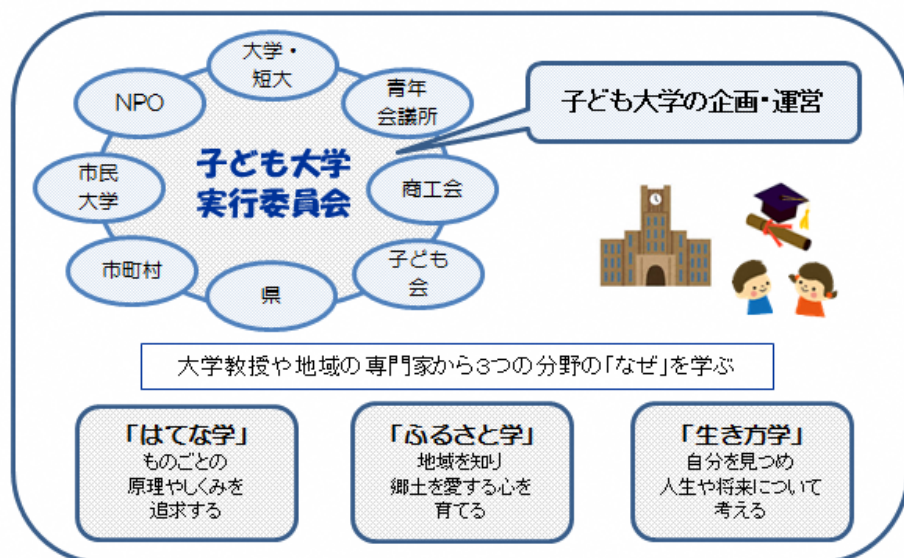 大学・
短大
NPO
青年
会議所
子ども大学の企画・運営
子ども大学
実行委員会
市民
大学
商工会
市町村
県
子ども
会
大学教授や地域の専門家から3つの分野の「なぜ」を学ぶ
「はてな学」
ものごとの
原理やしくみを
追求する
「ふるさと学」
地域を知り
郷土を愛する心を
育てる
「生き方学」
自分を見つめ
人生や将来について
考える